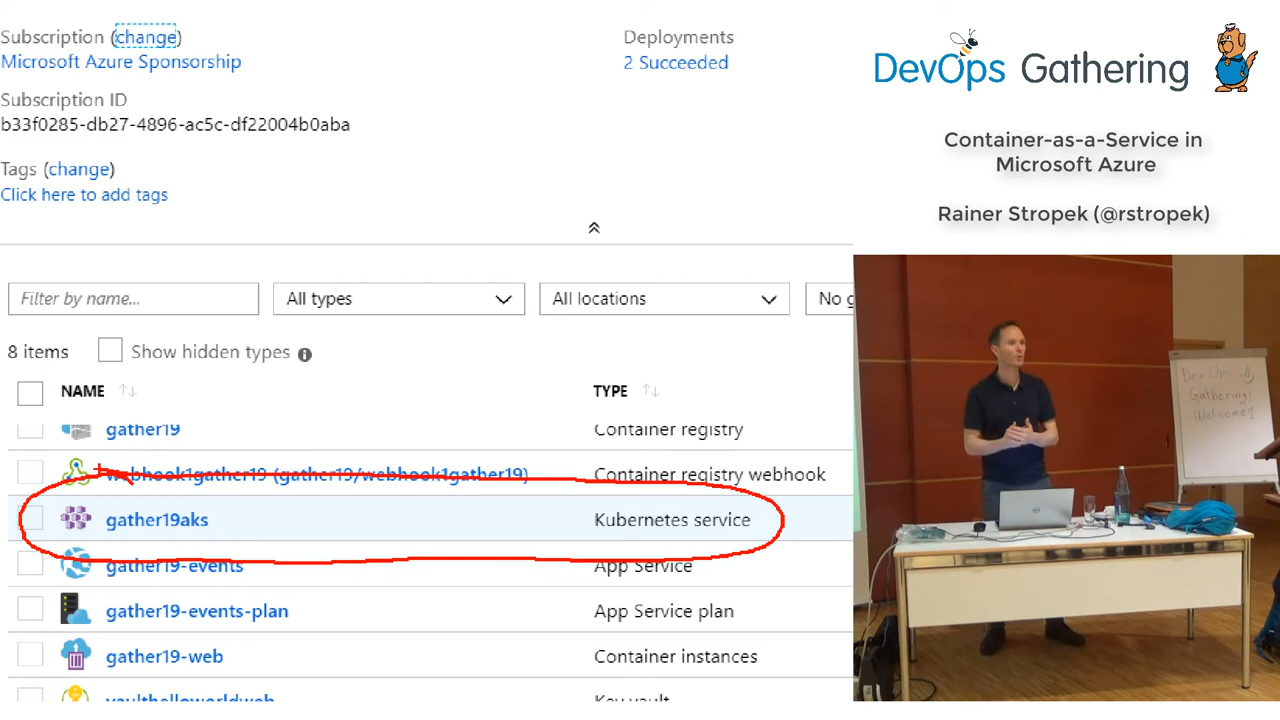 Subscription (change)
Microsoft Azure Sponsorship
Subscription ID
b33f0285-db27-4896-ac5c-df22004b0aba
Tags (change)
Click here to add tags
Deployments
2 Succeeded
Filter by name...
All types
All locations
No g
8 items
Show hidden types
NAME
TYPE
gather19
Container registry
webhook1gather19 (gather19/webhook1gather19)
Container registry webhook
gather19aks
Kubernetes service
gather19-events
App Service
gather19-events-plan
App Service plan
gather19-web
Container instances
vaulthelloworldweb
Key vault
DevOps Gathering
Container-as-a-Service in
Microsoft Azure
Rainer Stropek (@rstropek)
DevOps
Gathering!
Welcome!